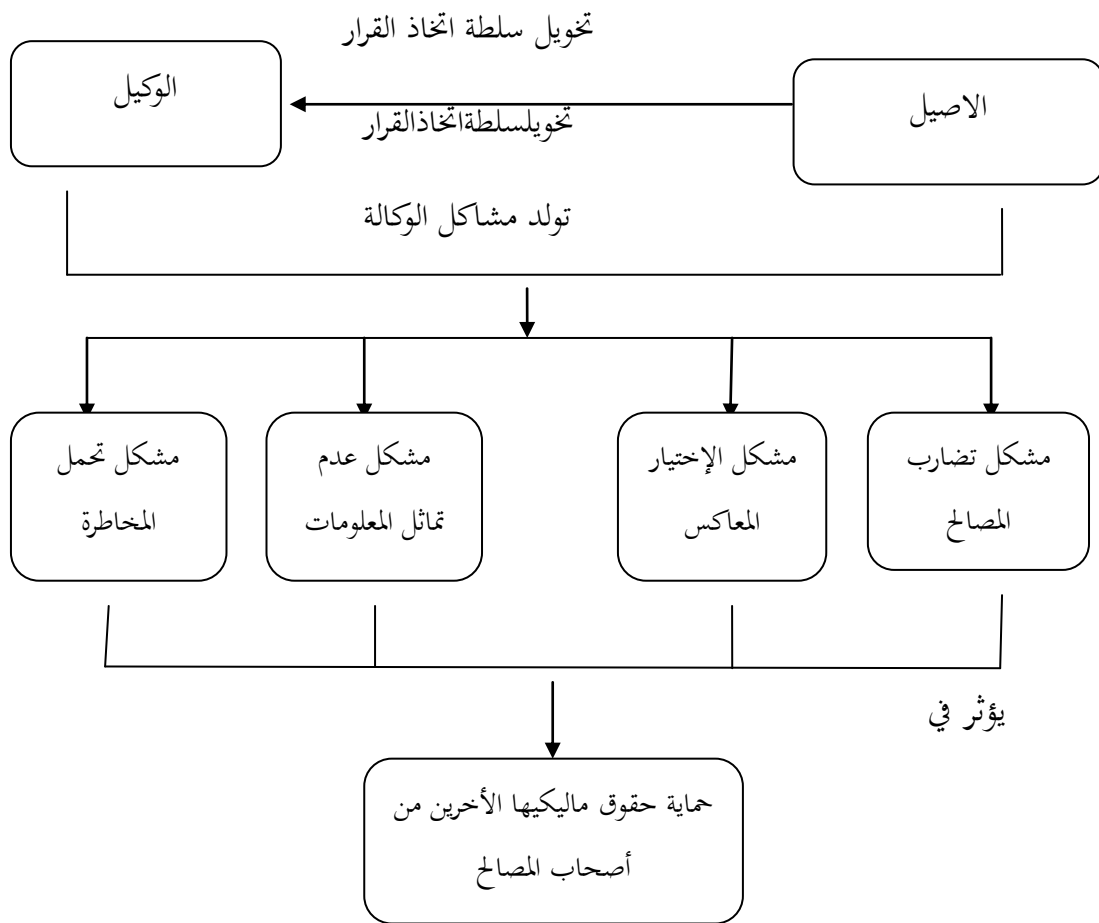 تخويل سلطة اتخاذ القرار
الاصيل
الوكيل
تخويلسلطةاتخاذالقرار
تولد مشاكل الوكالة
مشكل تضارب
المصالح
مشكل الإختيار
المعاكس
مشكل عدم
تماثل المعلومات
مشكل تحمل
المخاطرة
يؤثر في
حماية حقوق ماليكيها الأخرين من
أصحاب المصالح